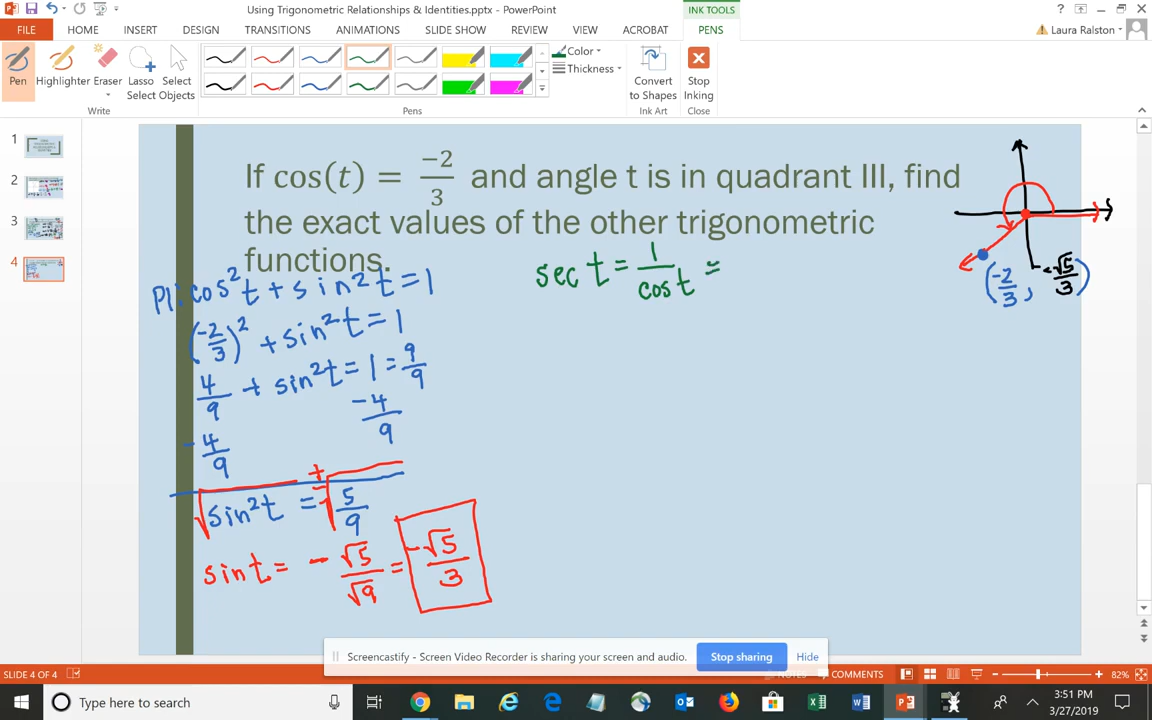 Using Trigonometric Relationships & Identities.pptx - PowerPoint
INK TOOLS
FILE HOME INSERT DESIGN TRANSITIONS ANIMATIONS SLIDE SHOW REVIEW VIEW ACROBAT PENS
Laura Ralston
Pen Highlighter Eraser Lasso Select Select Objects
Color
Thickness
Convert to Shapes
Stop Inking
Write Pens Ink Art Close
1
2
3
4
If cos(t) = -2/3 and angle t is in quadrant III, find
the exact values of the other trigonometric
functions.
PI: cos²t + sin²t = 1
(-2/3)² + sin²t = 1
4/9 + sin²t = 1 = 9/9
-4/9 -4/9
√sin²t = ±√5/9
sin t = -√5/√9 = -√5/3
sec t = 1/cos t =
(-2/3, -√5/3)
Screencastify - Screen Video Recorder is sharing your screen and audio. Stop sharing Hide
SLIDE 4 OF 4 NOTES COMMENTS 82%
Type here to search
3:51 PM
3/27/2019